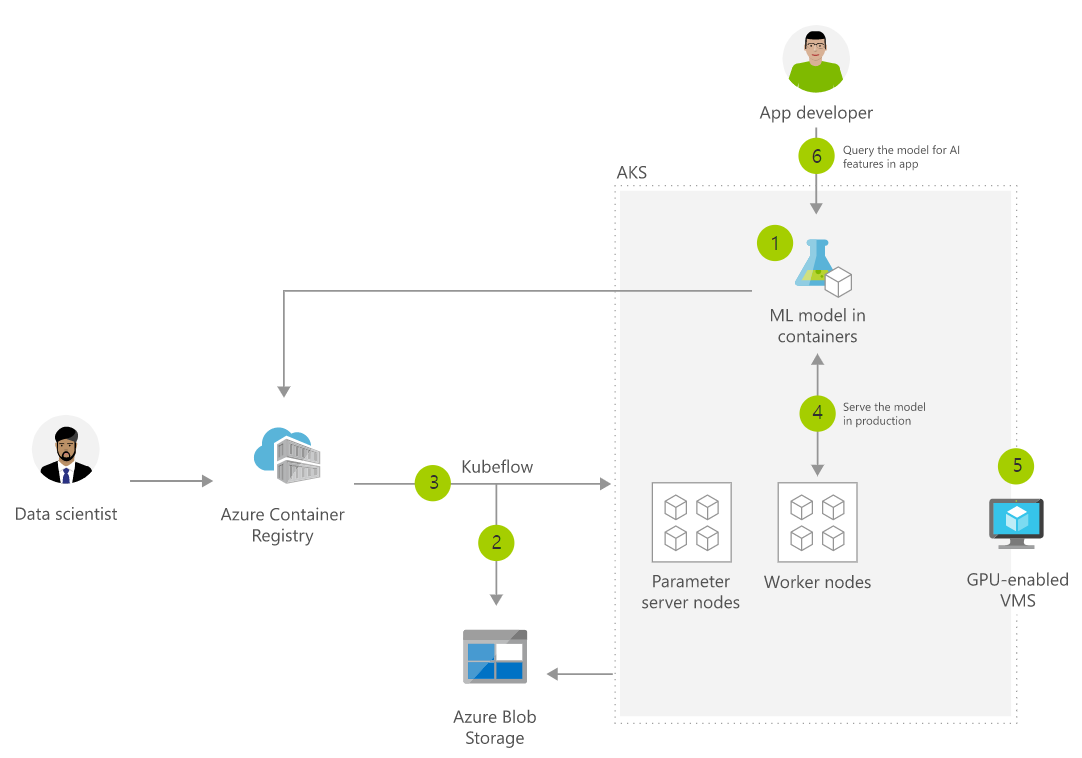 App developer
6
Query the model for AI
features in app
AKS
1
ML model in
containers
4
Serve the model
in production
Data scientist
Azure Container
Registry
3
Kubeflow
2
5
Parameter
server nodes
Worker nodes
GPU-enabled
VMS
Azure Blob
Storage